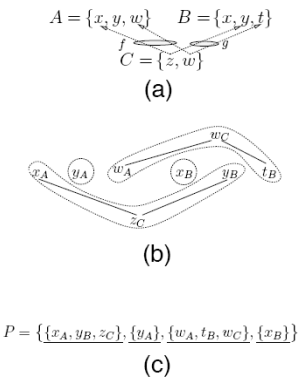 A = {x, y, w} B = {x, y, t}
f g
C = {z, w}
(a)
w_C
x_A y_A w_A x_B y_B t_B
z_C
(b)
P = {{x_A, y_B, z_C}, {y_A}, {w_A, t_B, w_C}, {x_B}}
(c)